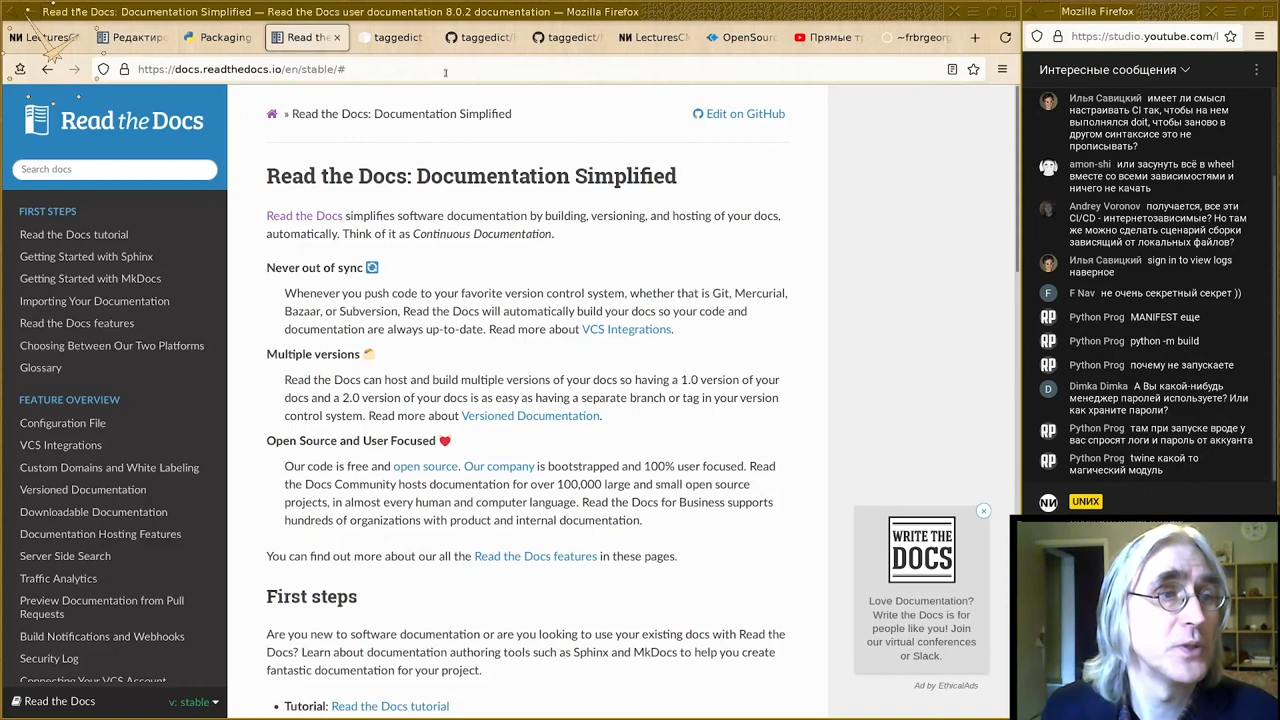 Read the Docs: Documentation Simplified — Read the Docs user documentation 8.0.2 documentation — Mozilla Firefox
LecturesC
Редактиро
Packaging
Read th
taggedict
taggedict/
taggedict/
LecturesCM
OpenSour
Прямые т
~frbrgeor
https://docs.readthedocs.io/en/stable/#
Read the Docs
Search docs
FIRST STEPS
Read the Docs tutorial
Getting Started with Sphinx
Getting Started with MkDocs
Importing Your Documentation
Read the Docs features
Choosing Between Our Two Platforms
Glossary
FEATURE OVERVIEW
Configuration File
VCS Integrations
Custom Domains and White Labeling
Versioned Documentation
Downloadable Documentation
Documentation Hosting Features
Server Side Search
Traffic Analytics
Preview Documentation from Pull
Requests
Build Notifications and Webhooks
Security Log
Connecting Your VCS Account
Read the Docs
v: stable
» Read the Docs: Documentation Simplified
Edit on GitHub
Read the Docs: Documentation Simplified
Read the Docs simplifies software documentation by building, versioning, and hosting of your docs,
automatically. Think of it as Continuous Documentation.
Never out of sync
Whenever you push code to your favorite version control system, whether that is Git, Mercurial,
Bazaar, or Subversion, Read the Docs will automatically build your docs so your code and
documentation are always up-to-date. Read more about VCS Integrations.
Multiple versions
Read the Docs can host and build multiple versions of your docs so having a 1.0 version of your
docs and a 2.0 version of your docs is as easy as having a separate branch or tag in your version
control system. Read more about Versioned Documentation.
Open Source and User Focused
Our code is free and open source. Our company is bootstrapped and 100% user focused. Read
the Docs Community hosts documentation for over 100,000 large and small open source
projects, in almost every human and computer language. Read the Docs for Business supports
hundreds of organizations with product and internal documentation.
You can find out more about our all the Read the Docs features in these pages.
First steps
Are you new to software documentation or are you looking to use your existing docs with Read the
Docs? Learn about documentation authoring tools such as Sphinx and MkDocs to help you create
fantastic documentation for your project.
• Tutorial: Read the Docs tutorial
WRITE THE
DOCS
Love Documentation?
Write the Docs is for
people like you! Join
our virtual conferences
or Slack.
Ad by EthicalAds
Mozilla Firefox
https://studio.youtube.com/l
Интересные сообщения
Илья Савицкий имеет ли смысл
настраивать CI так, чтобы на нем
выполнялся doit, чтобы заново в
другом синтаксисе это не
прописывать?
amon-shi или засунуть всё в wheel
вместе со всеми зависимостями и
ничего не качать
Andrey Voronov получается, все эти
CI/CD - интернетозависимые? Но там
же можно сделать сценарий сборки
зависящий от локальных файлов?
Илья Савицкий sign in to view logs
наверное
F Nav не очень секретный секрет ))
Python Prog MANIFEST еще
Python Prog python -m build
Python Prog почему не запускаете
Dimka Dimka А Вы какой-нибудь
менеджер паролей используете? Или
как храните пароли?
Python Prog там при запуске вроде у
вас спросят логи и пароль от аккуанта
Python Prog twine какой то
магический модуль
UNИX